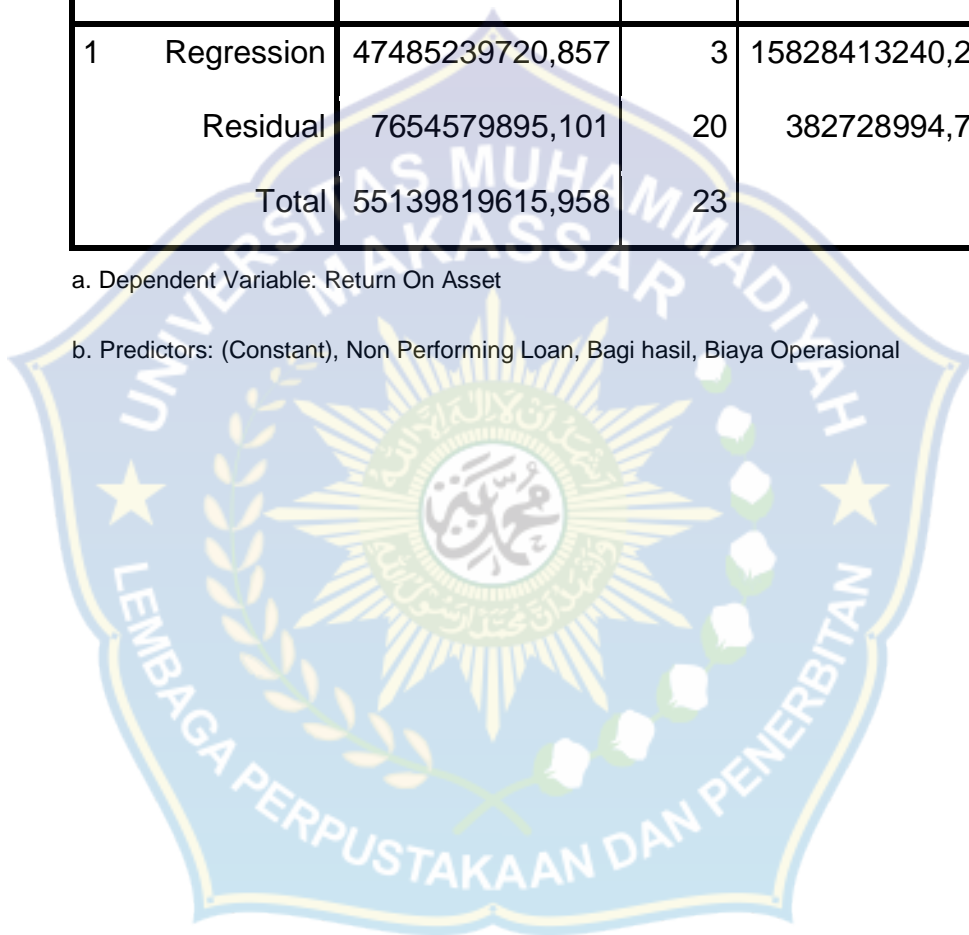 1 Regression 47485239720,857 3 15828413240,2
Residual 7654579895,101 20 382728994,7
Total 55139819615,958 23
a. Dependent Variable: Return On Asset
b. Predictors: (Constant), Non Performing Loan, Bagi hasil, Biaya Operasional
UNIVERSITAS MUHAMMADIYAH
MAKASSAR
LEMBAGA PERPUSTAKAAN DAN PENERBITAN